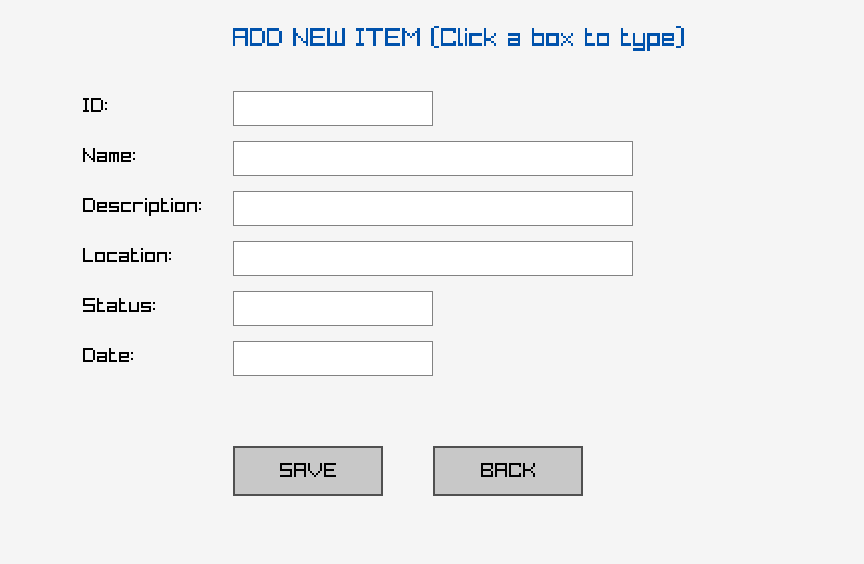 ADD NEW ITEM (Click a box to type)
ID:
Name:
Description:
Location:
Status:
Date:
SAVE
BACK